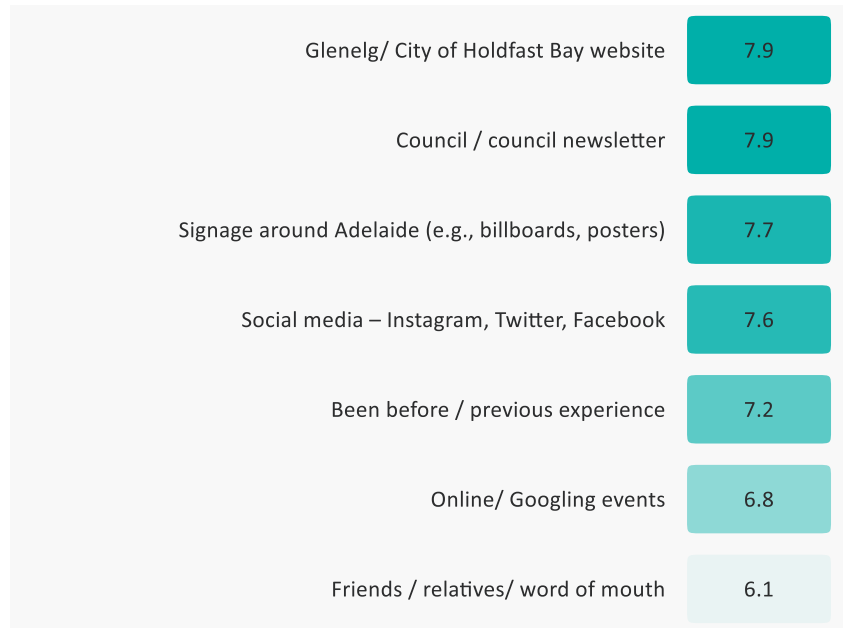 Glenelg/ City of Holdfast Bay website 7.9
Council / council newsletter 7.9
Signage around Adelaide (e.g., billboards, posters) 7.7
Social media – Instagram, Twitter, Facebook 7.6
Been before / previous experience 7.2
Online/ Googling events 6.8
Friends / relatives/ word of mouth 6.1